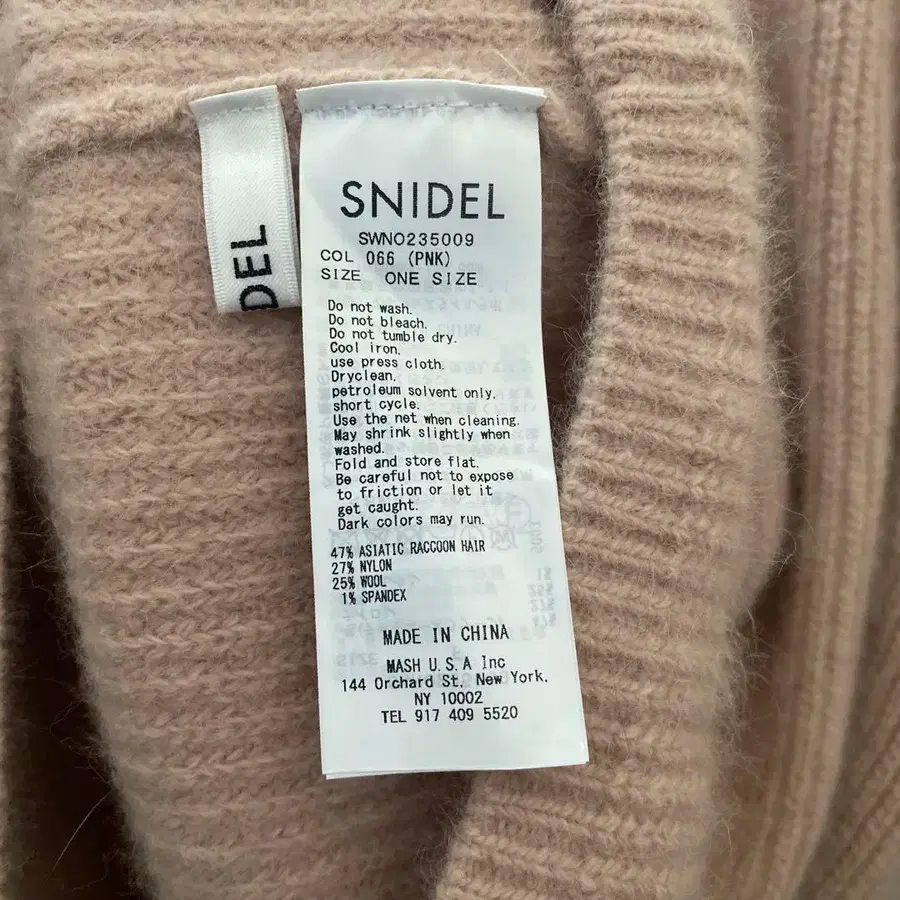 DEL
SNIDEL
SWNO235009
COL 066 (PNK)
SIZE ONE SIZE
Do not wash.
Do not bleach.
Do not tumble dry.
Cool iron.
use press cloth.
Dryclean.
petroleum solvent only.
short cycle.
Use the net when cleaning.
May shrink slightly when
washed.
Fold and store flat.
Be careful not to expose
to friction or let it
get caught.
Dark colors may run.
47% ASIATIC RACCOON HAIR
27% NYLON
25% WOOL
1% SPANDEX
MADE IN CHINA
MASH U.S.A Inc
144 Orchard St, New York.
NY 10002
TEL 917 409 5520